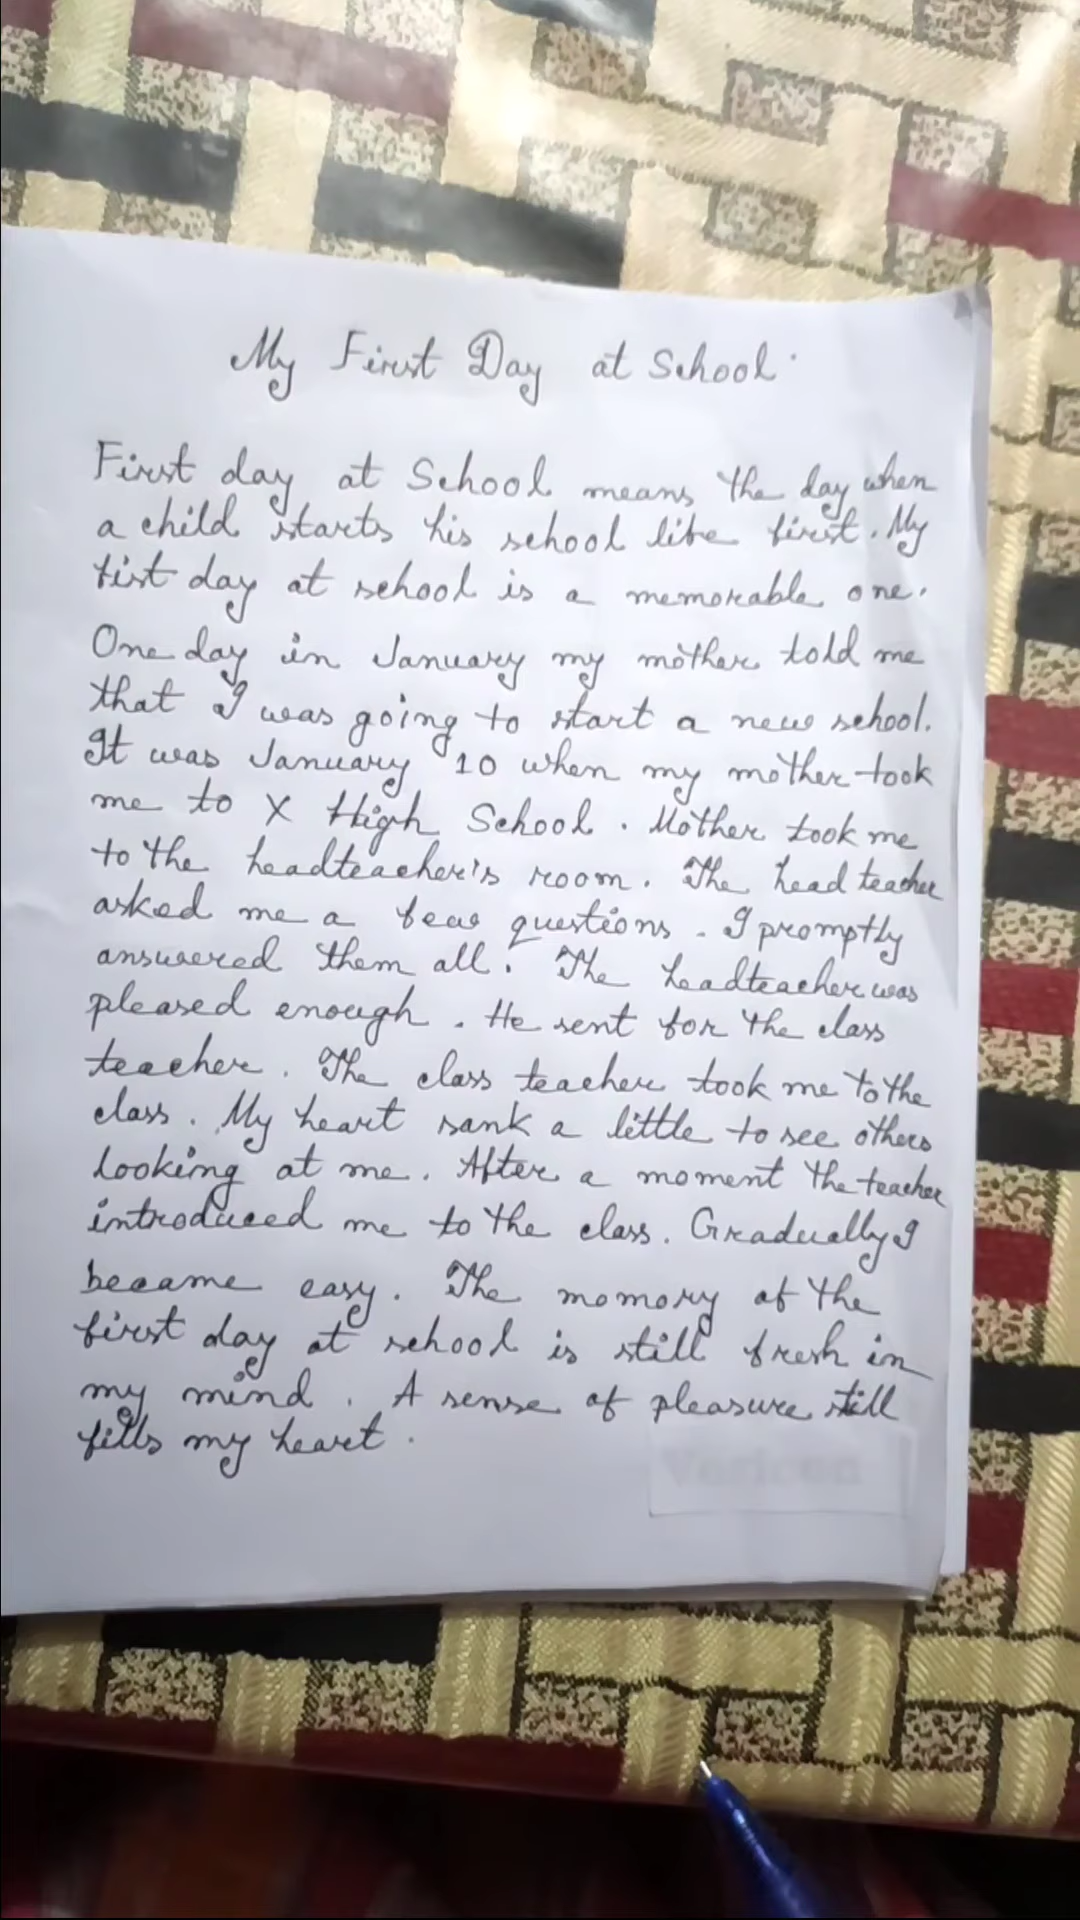 My First Day at School.
First day at School means the day when
a child starts his school life first. My
fist day at school is a memorable one.
One day in January my mother told me
that I was going to start a new school.
It was January 10 when my mother took
me to X High School. Mother took me
to the headteacher's room. The head teacher
asked me a few questions. I promptly
answered them all. The headteacher was
pleased enough. He sent for the class
teacher. The class teacher took me to the
class. My heart sank a little to see others
looking at me. After a moment the teacher
introduced me to the class. Gradually I
became easy. The momory of the
first day at school is still fresh in
my mind. A sense of pleasure still
fills my heart.